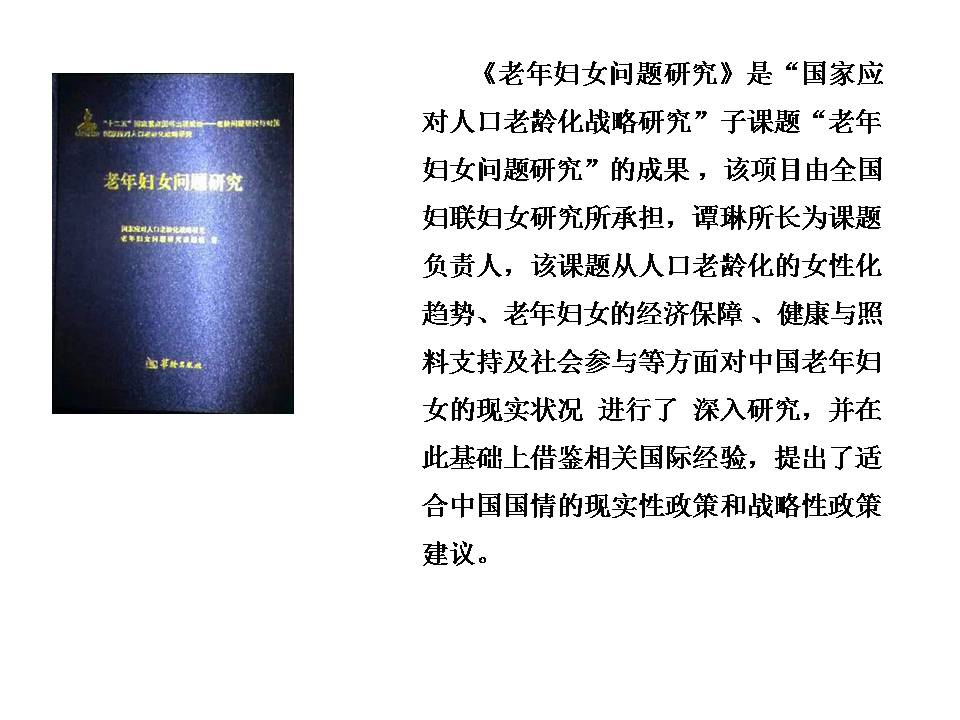 “十二五”国家重点图书出版规划——老龄问题研究与对策
国家应对人口老龄化战略研究
老年妇女问题研究
国家应对人口老龄化战略研究
老年妇女问题研究课题组 著
华龄出版社
《老年妇女问题研究》是“国家应
对人口老龄化战略研究”子课题“老年
妇女问题研究”的成果 ，该项目由全国
妇联妇女研究所承担，谭琳所长为课题
负责人，该课题从人口老龄化的女性化
趋势、老年妇女的经济保障 、健康与照
料支持及社会参与等方面对中国老年妇
女的现实状况 进行了 深入研究，并在
此基础上借鉴相关国际经验，提出了适
合中国国情的现实性政策和战略性政策
建议。